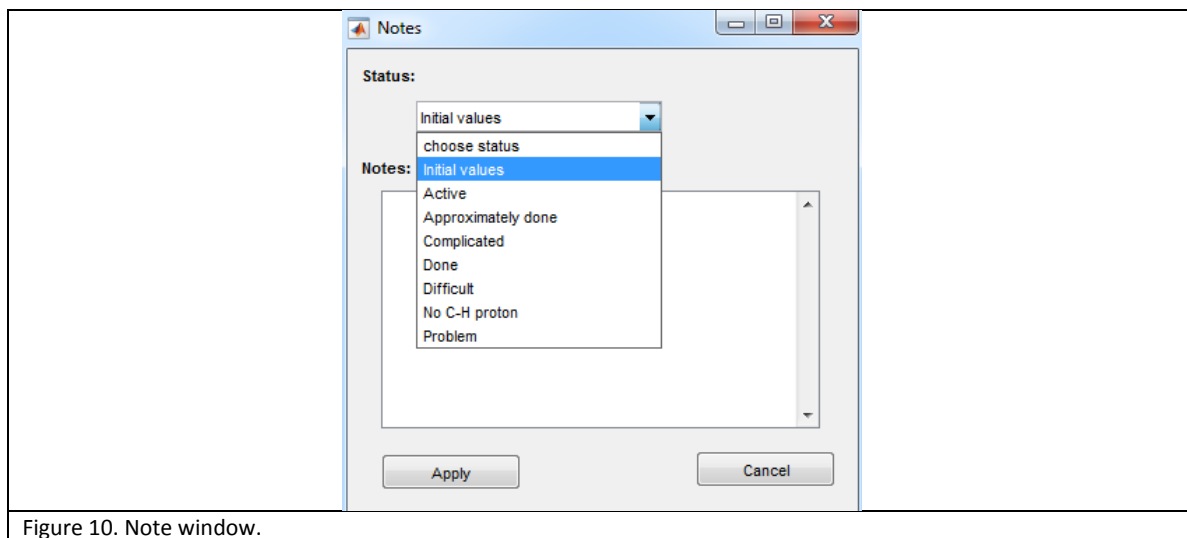 Notes
Status:
Initial values
choose status
Notes: Initial values
Active
Approximately done
Complicated
Done
Difficult
No C-H proton
Problem
Apply Cancel
Figure 10. Note window.